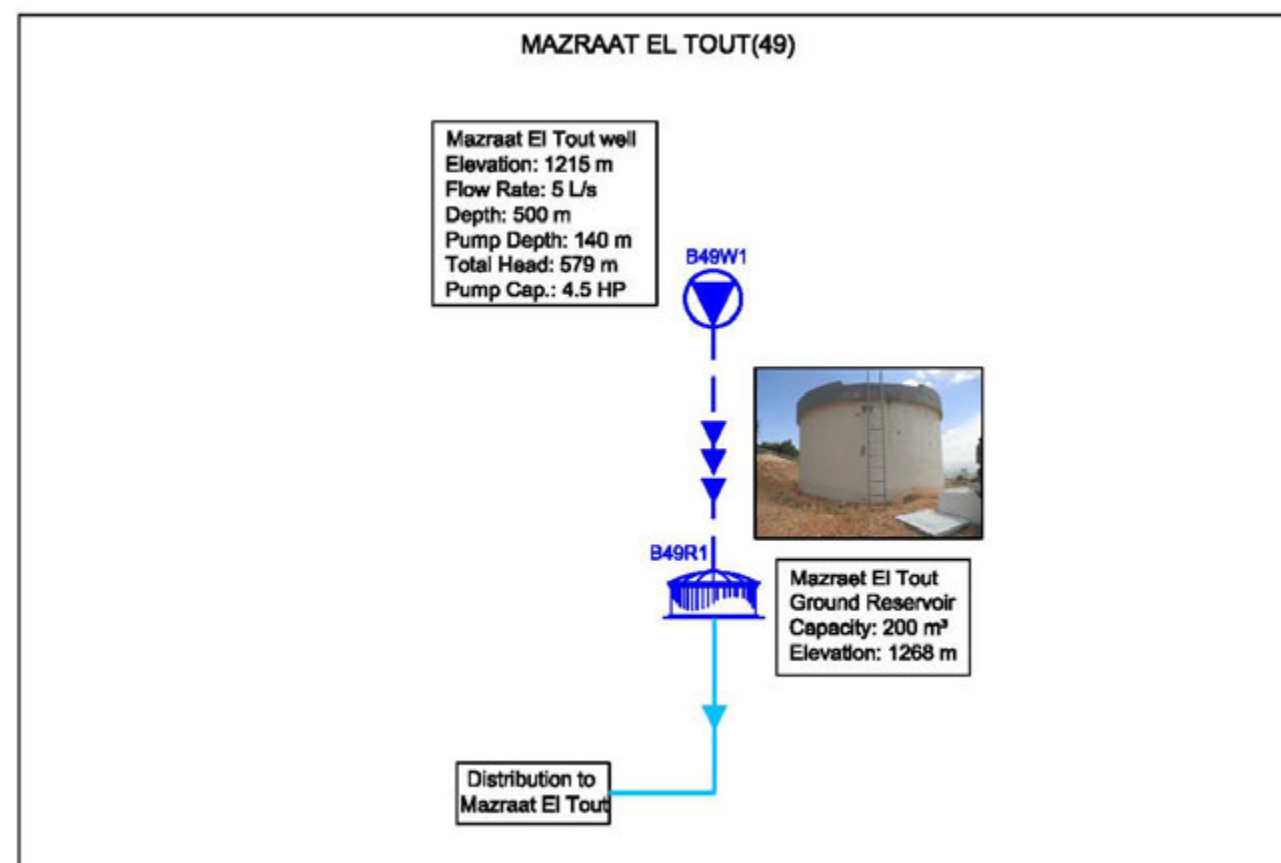 MAZRAAT EL TOUT(49)
Mazraat El Tout well
Elevation: 1215 m
Flow Rate: 5 L/s
Depth: 500 m
Pump Depth: 140 m
Total Head: 579 m
Pump Cap.: 4.5 HP
B49W1
B49R1
Mazraet El Tout
Ground Reservoir
Capacity: 200 m³
Elevation: 1268 m
Distribution to
Mazraat El Tout